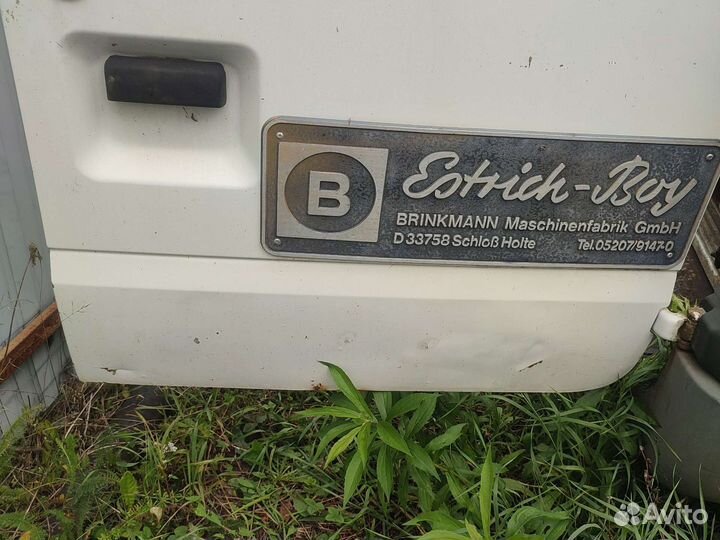 B
Estrich-Boy
BRINKMANN Maschinenfabrik GmbH
D 33758 Schloß Holte Tel.05207/9147-0
Avito